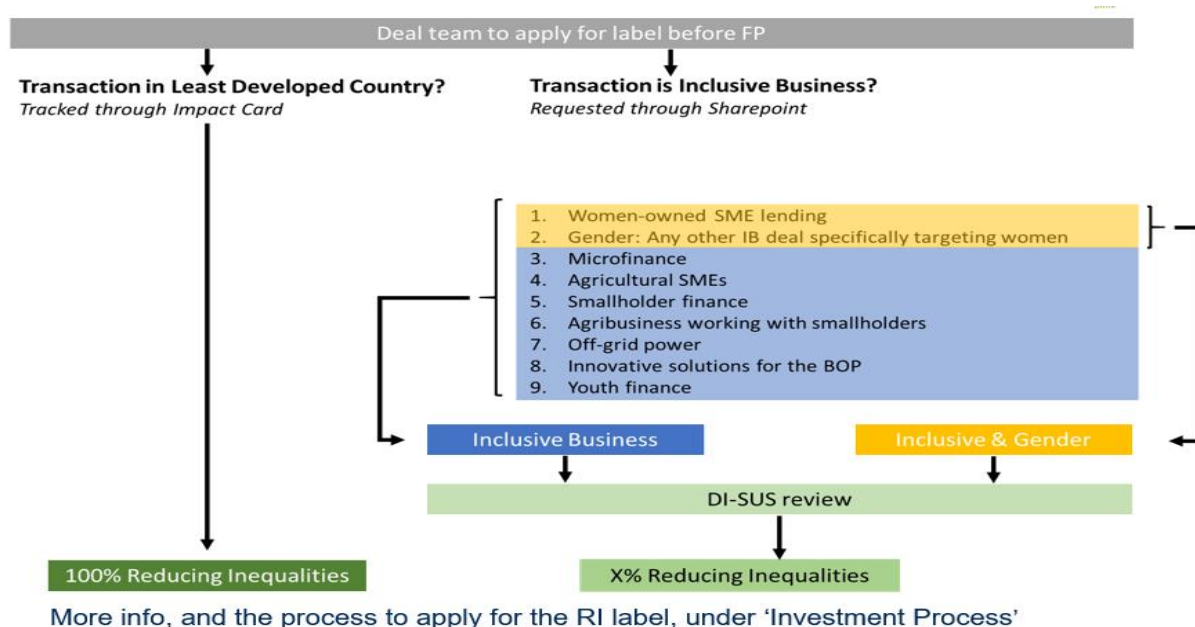 Deal team to apply for label before FP
Transaction in Least Developed Country?
Tracked through Impact Card
Transaction is Inclusive Business?
Requested through Sharepoint
1. Women-owned SME lending
2. Gender: Any other IB deal specifically targeting women
3. Microfinance
4. Agricultural SMEs
5. Smallholder finance
6. Agribusiness working with smallholders
7. Off-grid power
8. Innovative solutions for the BOP
9. Youth finance
Inclusive Business
Inclusive & Gender
DI-SUS review
100% Reducing Inequalities
X% Reducing Inequalities
More info, and the process to apply for the RI label, under ‘Investment Process’